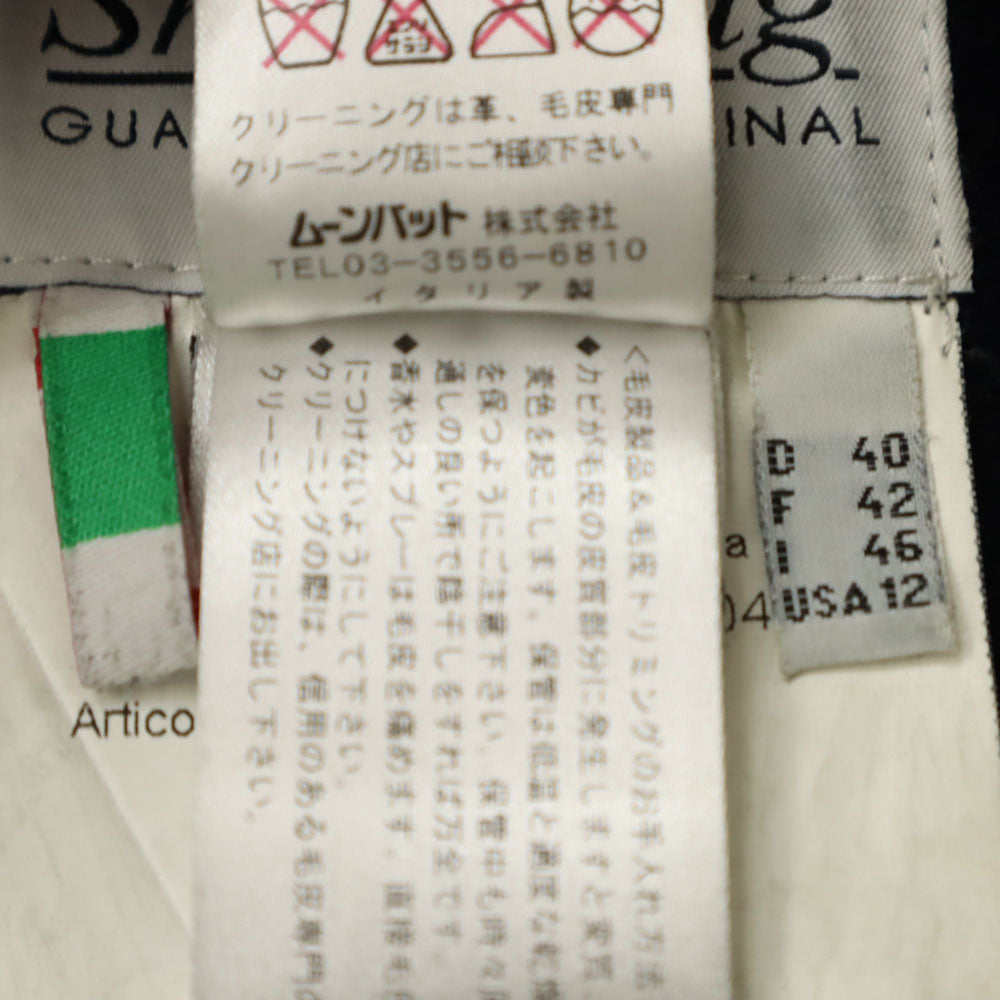 GUA
INAL
クリーニングは革、毛皮専門
クリーニング店にご相談下さい。
ムーンバット 株式会社
TEL03-3556-6810
イタリア製
<毛皮製品&毛皮トリミングのお手入れ方法
◆カビが毛皮の皮質部分に発生しますと変質、
変色を起こします。保管は低温と適度な乾燥
を保つようにご注意下さい。保管中も時々
通しの良い所で陰干しをすれば万全です
◆香水やスプレーは毛皮を痛めます。直接毛
につけないようにして下さい。
◆クリーニングの際は、信用のある毛皮専門の
クリーニング店にお出し下さい。
D 40
F 42
I 46
USA 12
a
04
Artico